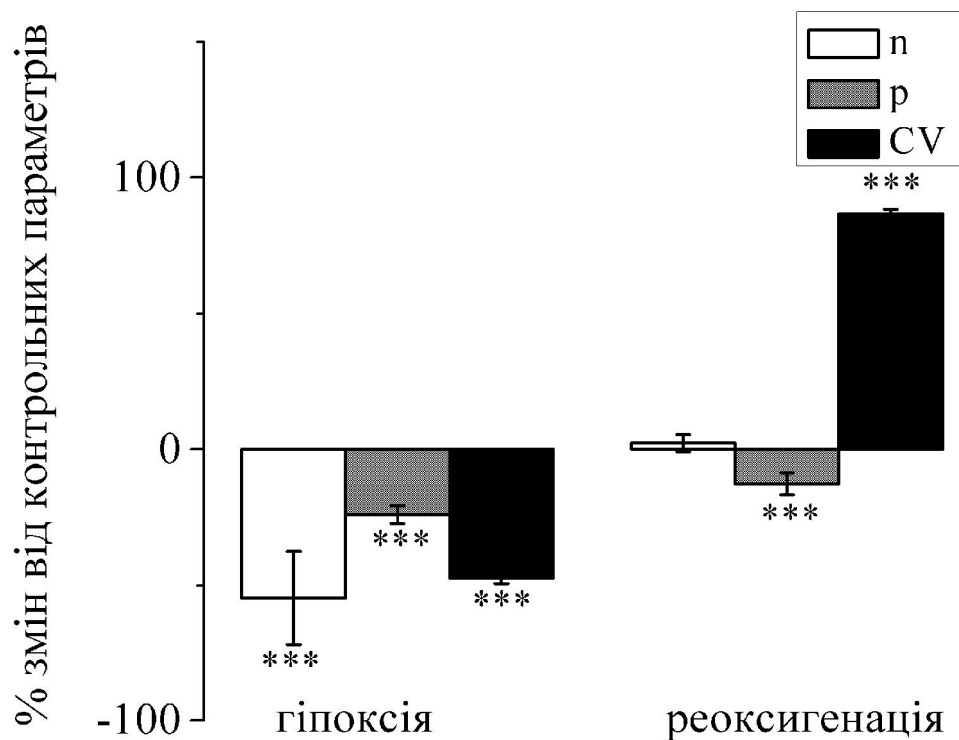 % змін від контрольних параметрів
n
p
CV
100
0
-100
***
***
***
***
***
гіпоксія
реоксигенація